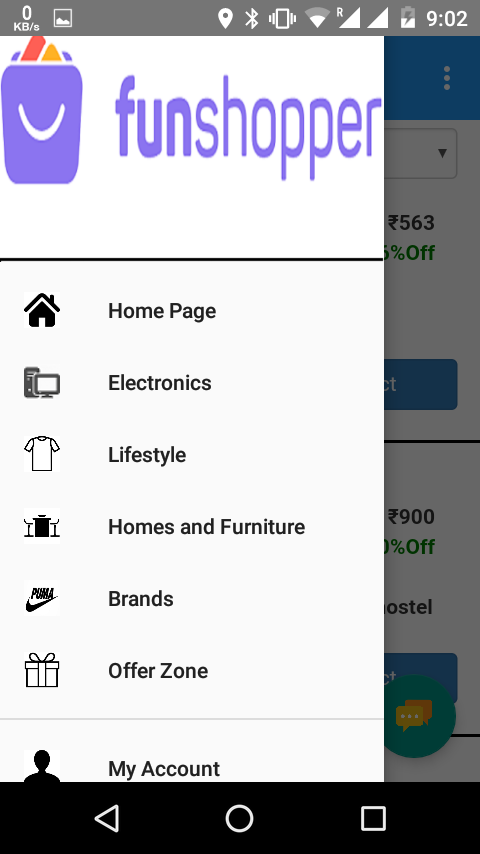 0
KB/s
R
9:02
funshopper
₹563
6%Off
Home Page
Electronics
ct
Lifestyle
₹900
Homes and Furniture
0%Off
PUMA
Brands
hostel
Offer Zone
ct
My Account